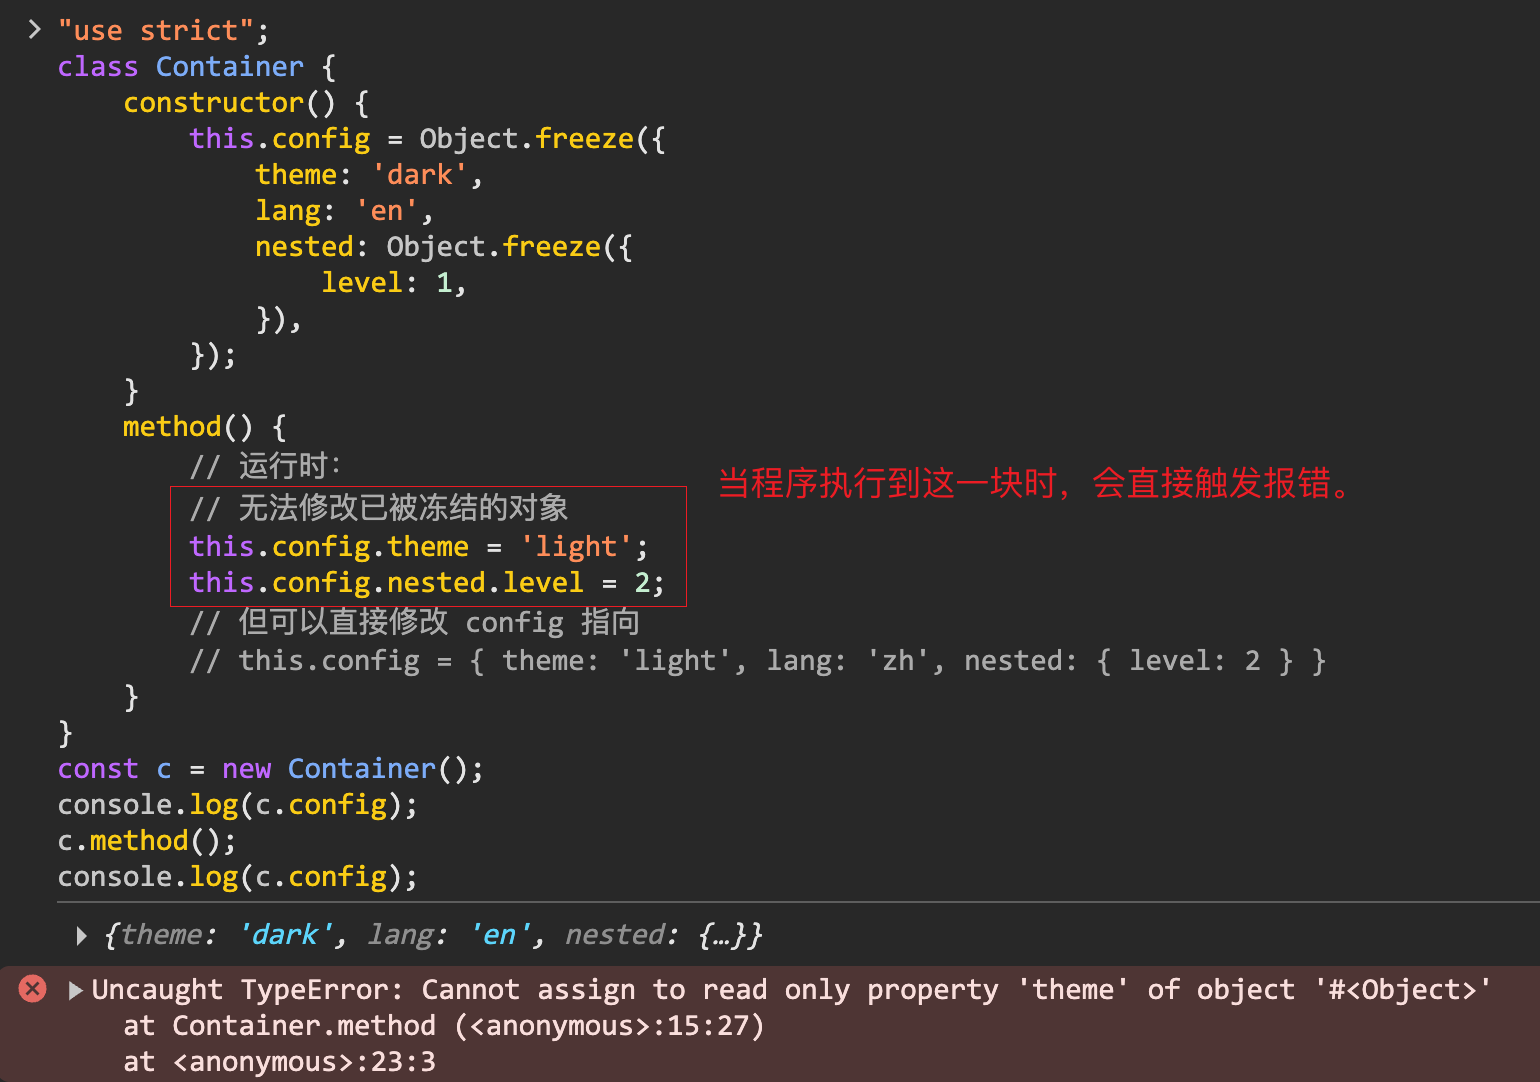 "use strict";
class Container {
constructor() {
this.config = Object.freeze({
theme: 'dark',
lang: 'en',
nested: Object.freeze({
level: 1,
}),
});
}
method() {
// 运行时：
当程序执行到这一块时，会直接触发报错。
// 无法修改已被冻结的对象
this.config.theme = 'light';
this.config.nested.level = 2;
// 但可以直接修改 config 指向
// this.config = { theme: 'light', lang: 'zh', nested: { level: 2 } }
}
}
const c = new Container();
console.log(c.config);
c.method();
console.log(c.config);
{theme: 'dark', lang: 'en', nested: {…}}
Uncaught TypeError: Cannot assign to read only property 'theme' of object '#<Object>'
at Container.method (<anonymous>:15:27)
at <anonymous>:23:3